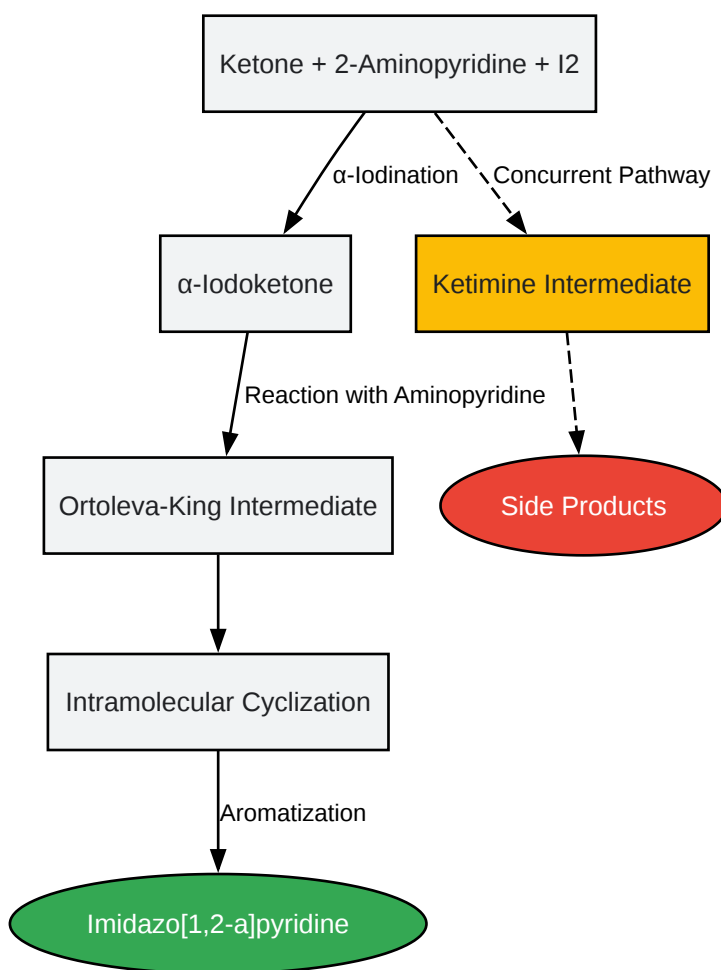 Ketone + 2-Aminopyridine + I2
α-Iodination
Concurrent Pathway
α-Iodoketone
Ketimine Intermediate
Reaction with Aminopyridine
Ortoleva-King Intermediate
Side Products
Intramolecular Cyclization
Aromatization
Imidazo[1,2-a]pyridine